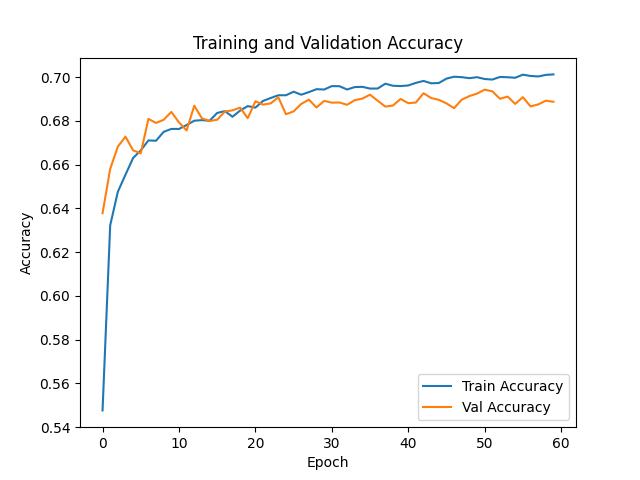 Training and Validation Accuracy
Accuracy
0.70
0.68
0.66
0.64
0.62
0.60
0.58
0.56
0.54
0 10 20 30 40 50 60
Epoch
Train Accuracy
Val Accuracy